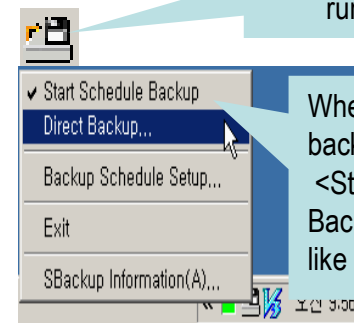 run
✓ Start Schedule Backup
Direct Backup...
Backup Schedule Setup...
Exit
SBackup Information(A)...
Whe
back
<St
Bac
like
«
오전 9:56